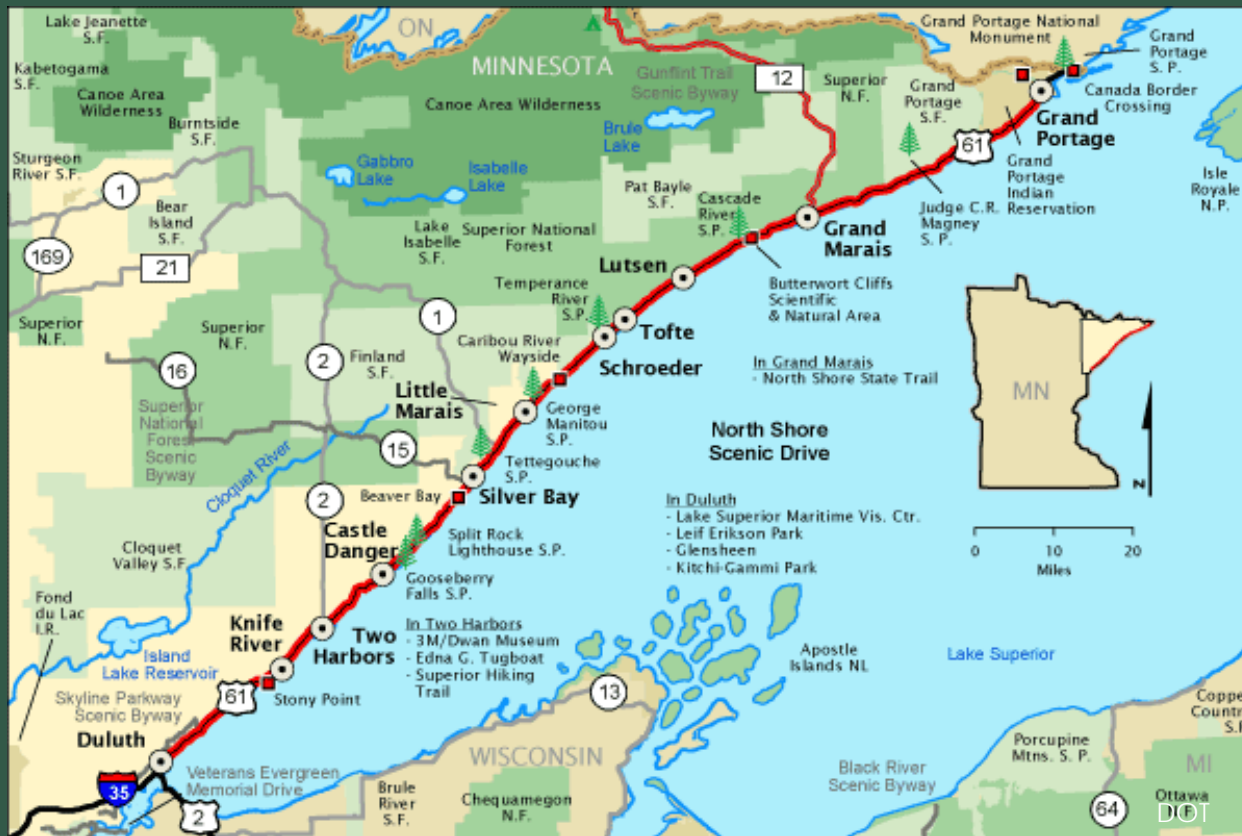 Lake Jeanette
S.F.
ON
Grand Portage National
Monument
Grand
Portage
S. P.
Kabetogama
S.F.
MINNESOTA
Gunflint Trail
Scenic Byway
12
Superior
N.F.
Grand
Portage
S.F.
Canada Border
Crossing
Canoe Area
Wilderness
Canoe Area Wilderness
Burntside
S.F.
Brule
Lake
Grand
Portage
61
Sturgeon
River S.F.
Gabbro
Lake
Isabelle
Lake
Grand
Portage
Indian
Reservation
Isle
Royale
N.P.
1
Bear
Island
S.F.
Pat Bayle
S.F.
Cascade
River
S.P.
Judge C.R.
Magney
S. P.
Lake
Isabelle
S.F.
Superior National
Forest
Grand
Marais
169
21
Lutsen
Butterwort Cliffs
Scientific
& Natural Area
Temperance
River
S.P.
Superior
N.F.
Superior
N.F.
1
Tofte
Caribou River
Wayside
Schroeder
2
Finland
S.F.
16
In Grand Marais
- North Shore State Trail
MN
Little
Marais
George
Manitou
S.P.
Superior
National
Forest
Scenic
Byway
North Shore
Scenic Drive
15
Tettegouche
S.P.
Cloquet River
N
Beaver Bay
Silver Bay
2
In Duluth
- Lake Superior Maritime Vis. Ctr.
- Leif Erikson Park
- Glensheen
- Kitchi-Gammi Park
Castle
Danger
Split Rock
Lighthouse S.P.
0 10 20
Miles
Cloquet
Valley S.F.
Gooseberry
Falls S.P.
Fond
du Lac
I.R.
Knife
River
Two
Harbors
In Two Harbors
- 3M/Dwan Museum
- Edna G. Tugboat
- Superior Hiking
Trail
Apostle
Islands NL
Lake Superior
Island
Lake Reservoir
61
Stony Point
13
Skyline Parkway
Scenic Byway
Duluth
WISCONSIN
Porcupine
Mtns. S. P.
MI
35
Veterans Evergreen
Memorial Drive
Black River
Scenic Byway
2
Brule
River
S.F.
Chequamegon
N.F.
64
Ottawa
N.F.
DOT